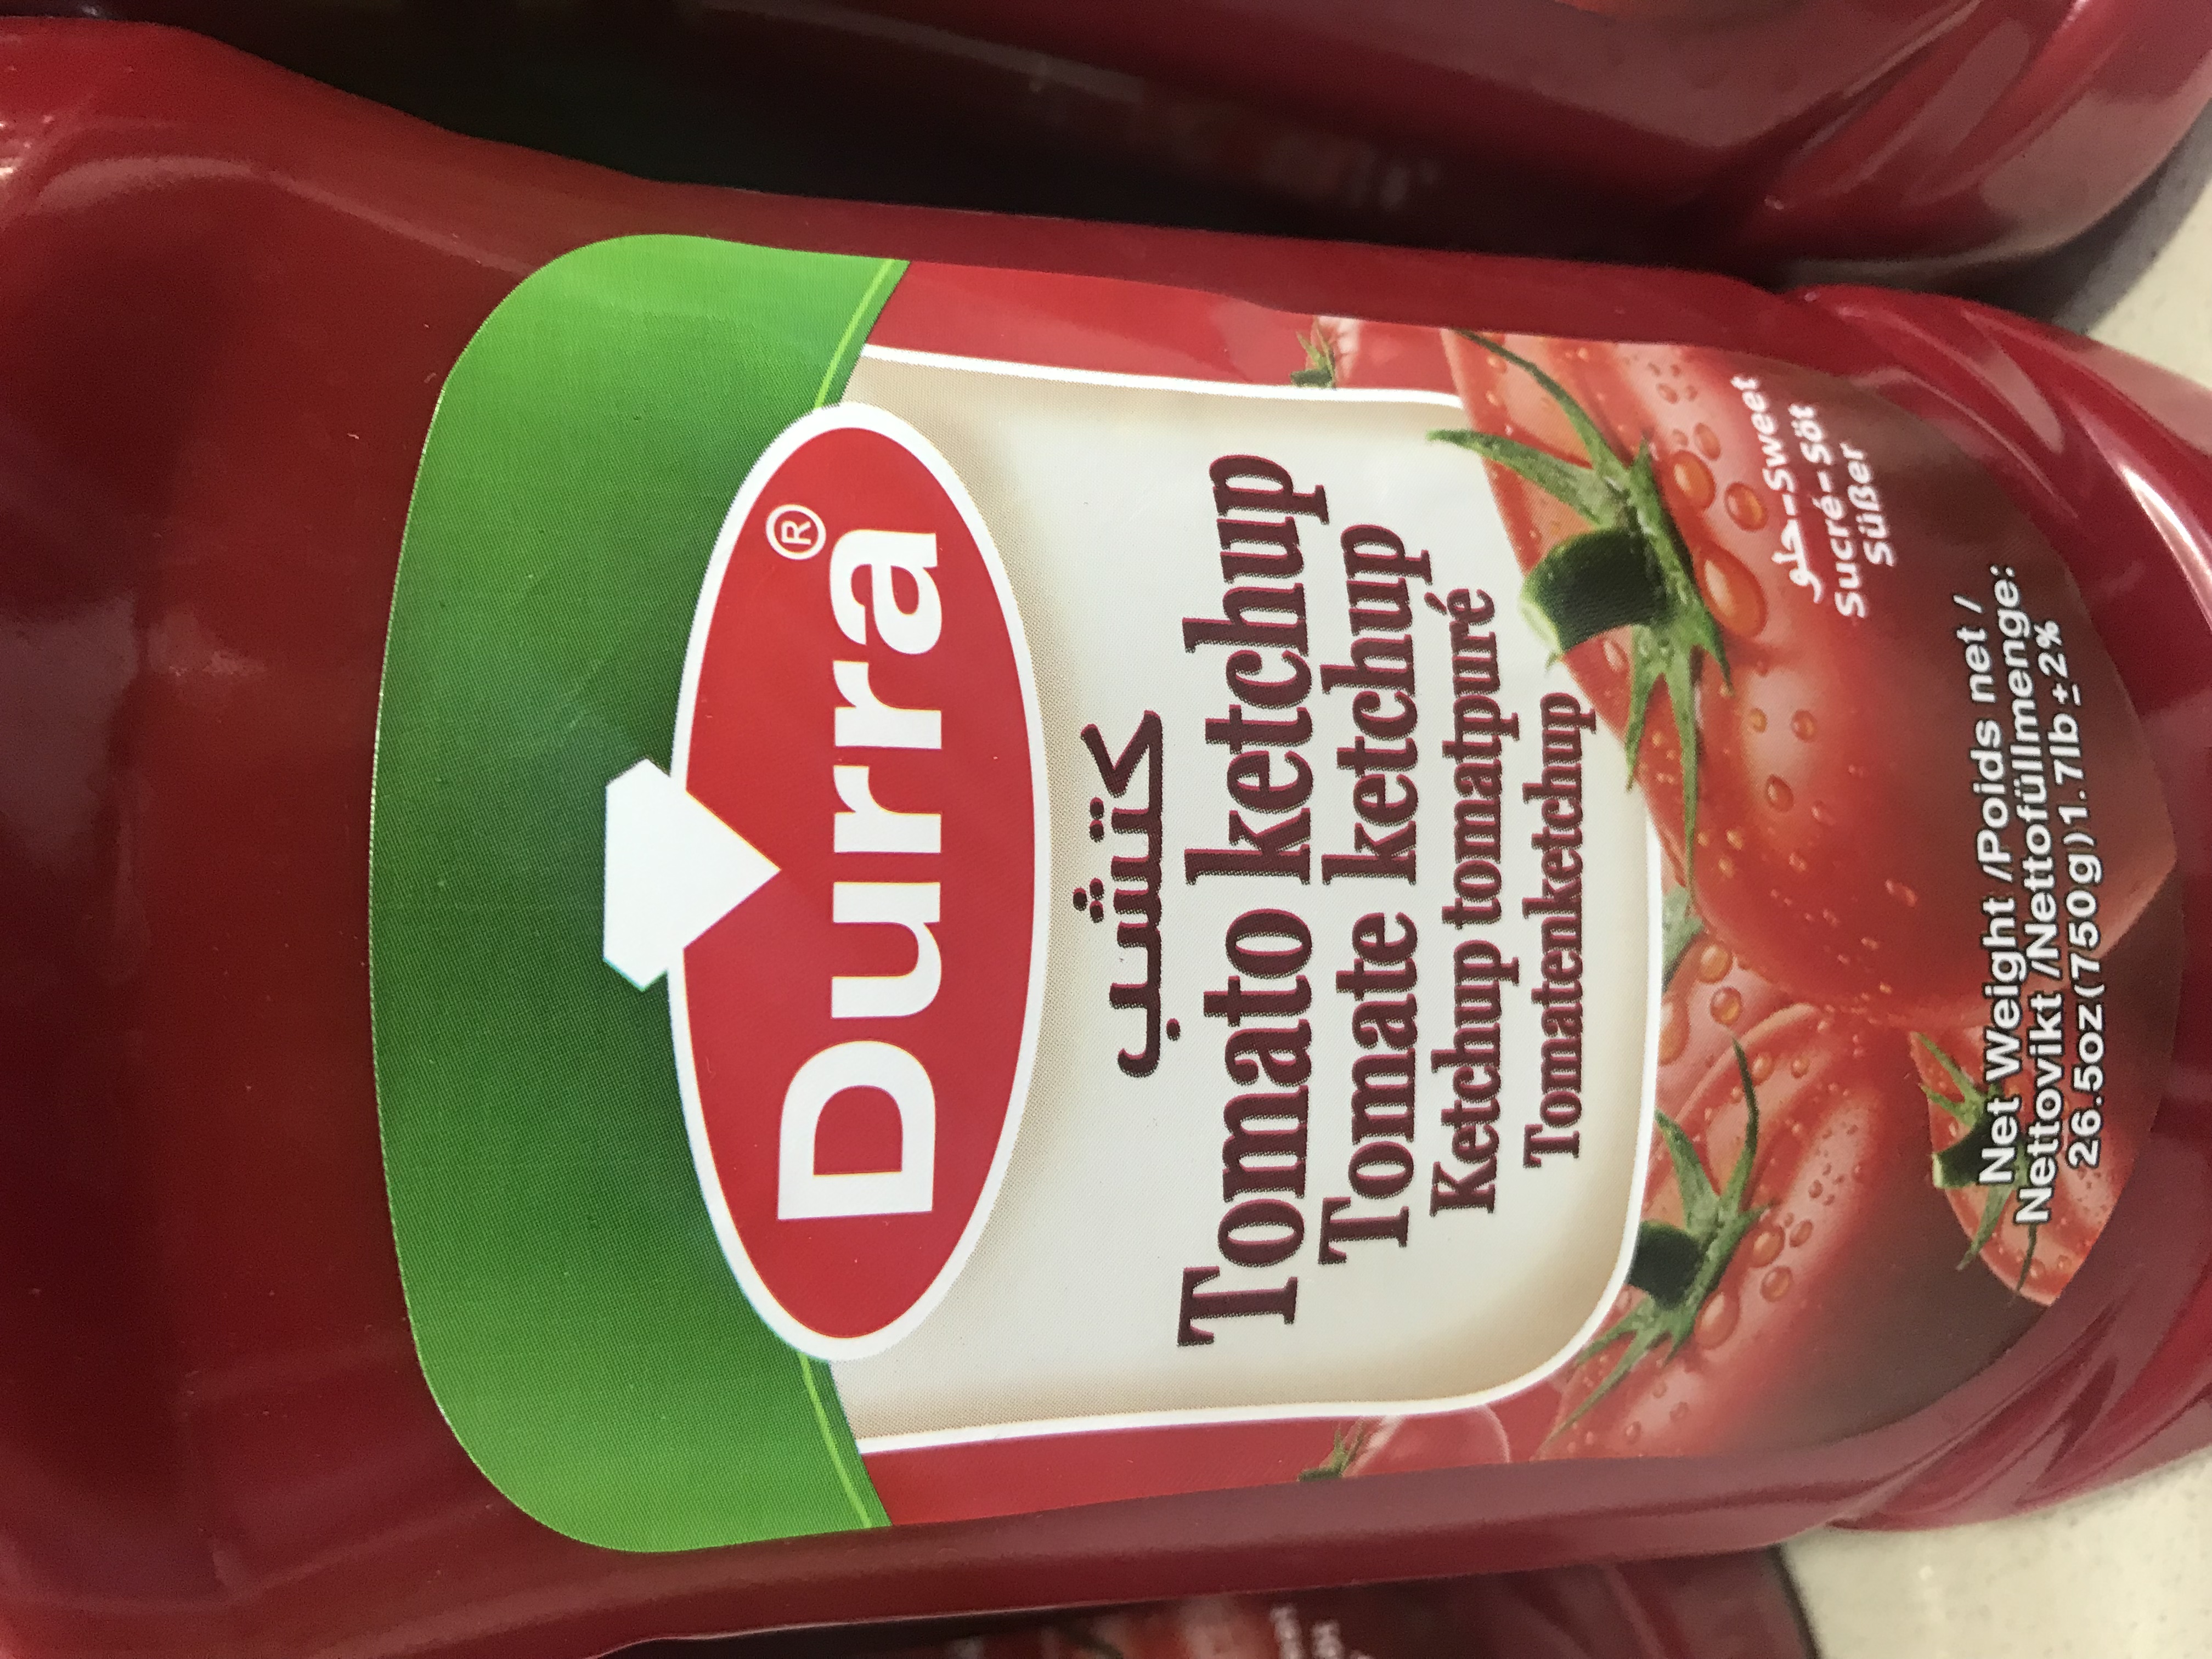 Durra®
كتشب
Tomato ketchup
Tomate ketchup
Ketchup tomatpuré
Tomatenketchup
حلو-Sweet
Sucré-Söt
Süßer
Net Weight /Poids net /
Nettovikt /Nettofüllmenge:
26.5oz(750g)1.7lb±2%